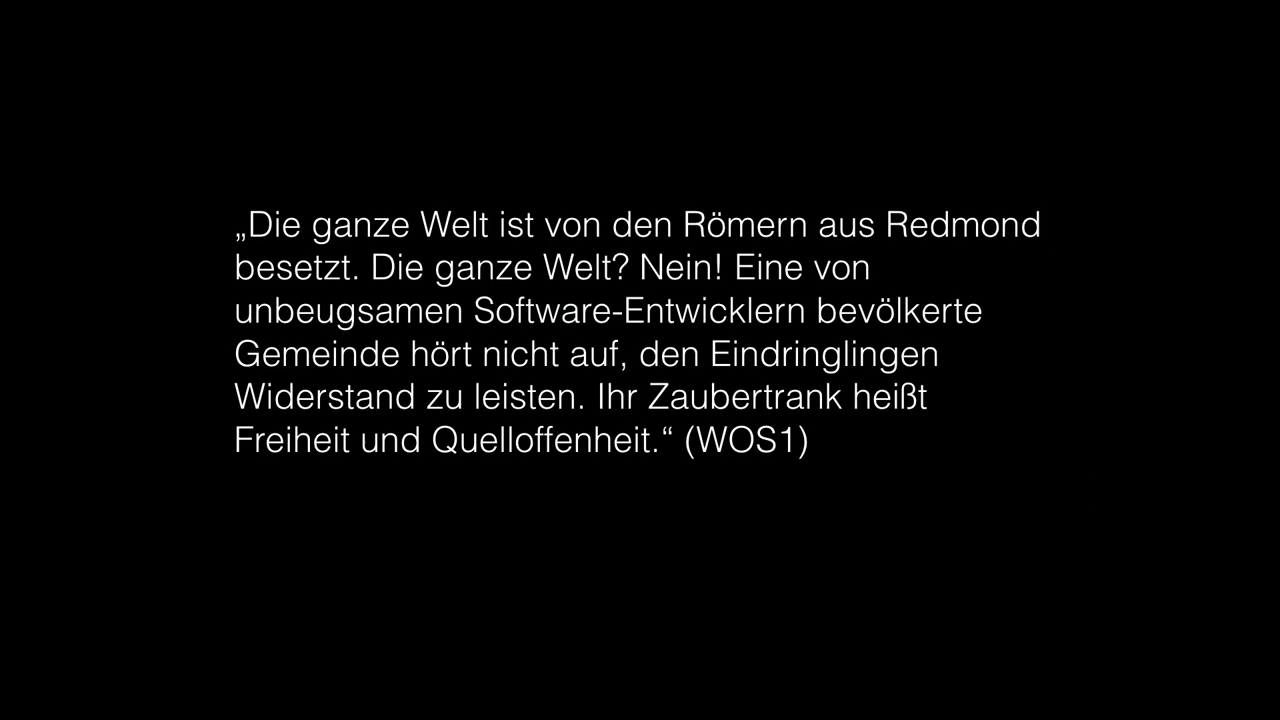 „Die ganze Welt ist von den Römern aus Redmond
besetzt. Die ganze Welt? Nein! Eine von
unbeugsamen Software-Entwicklern bevölkerte
Gemeinde hört nicht auf, den Eindringlingen
Widerstand zu leisten. Ihr Zaubertrank heißt
Freiheit und Quelloffenheit.“ (WOS1)